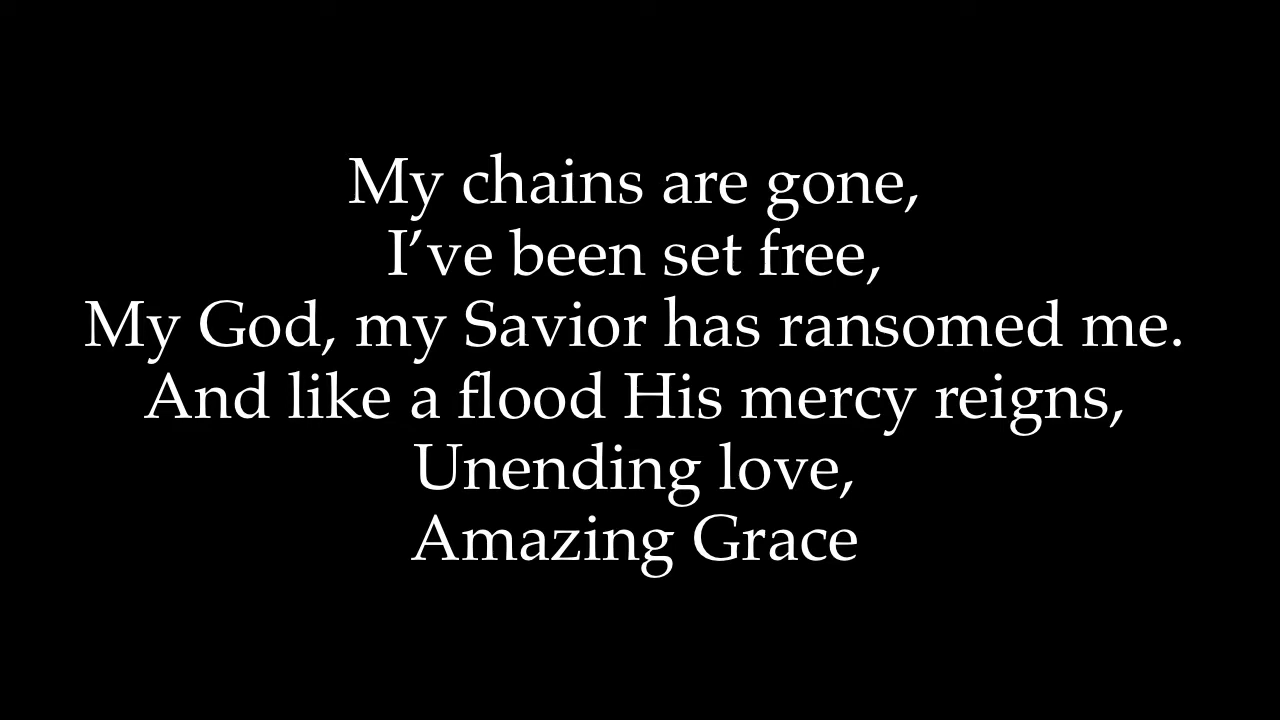 My chains are gone,
I’ve been set free,
My God, my Savior has ransomed me.
And like a flood His mercy reigns,
Unending love,
Amazing Grace